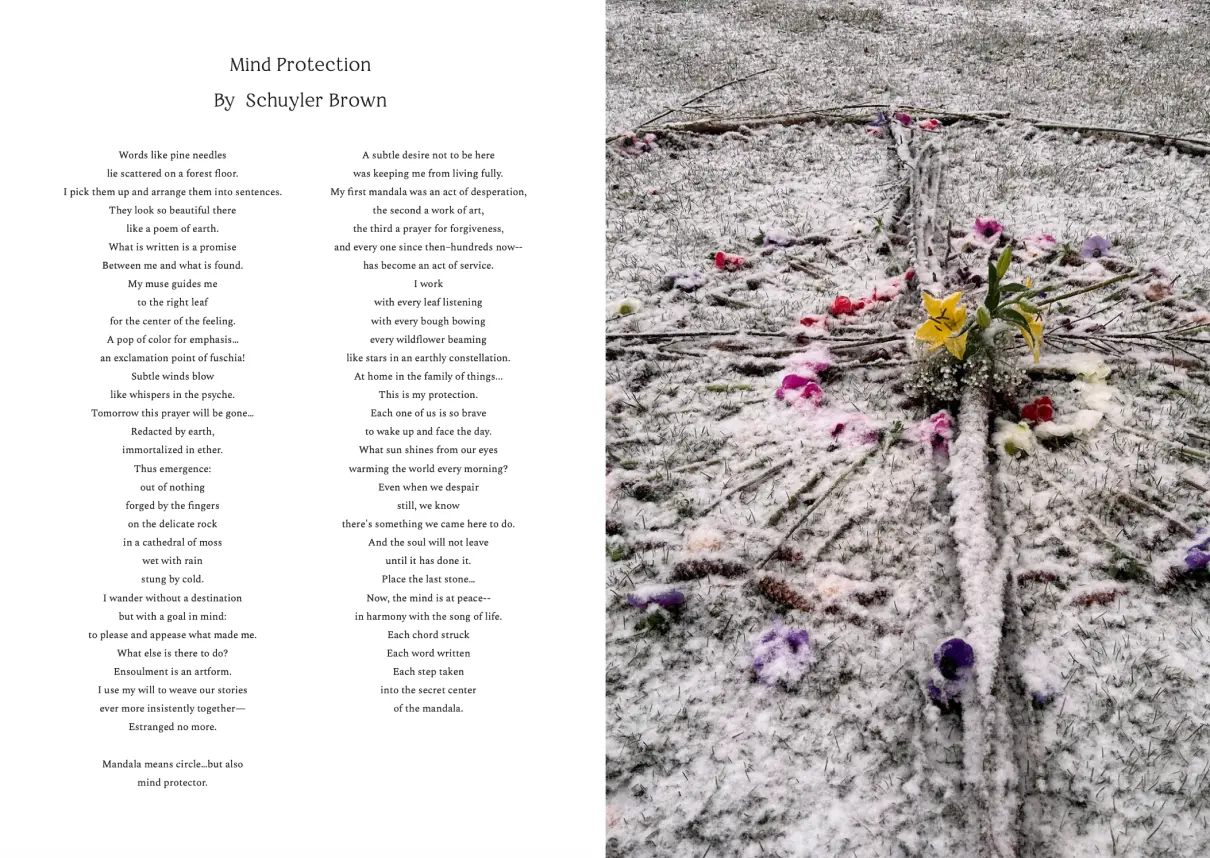 Mind Protection
By Schuyler Brown
Words like pine needles
lie scattered on a forest floor.
I pick them up and arrange them into sentences.
They look so beautiful there
like a poem of earth.
What is written is a promise
Between me and what is found.
My muse guides me
to the right leaf
for the center of the feeling.
A pop of color for emphasis…
an exclamation point of fuschia!
Subtle winds blow
like whispers in the psyche.
Tomorrow this prayer will be gone…
Redacted by earth,
immortalized in ether.
Thus emergence:
out of nothing
forged by the fingers
on the delicate rock
in a cathedral of moss
wet with rain
stung by cold.
I wander without a destination
but with a goal in mind:
to please and appease what made me.
What else is there to do?
Ensoulment is an artform.
I use my will to weave our stories
ever more insistently together—
Estranged no more.
Mandala means circle…but also
mind protector.
A subtle desire not to be here
was keeping me from living fully.
My first mandala was an act of desperation,
the second a work of art,
the third a prayer for forgiveness,
and every one since then–hundreds now--
has become an act of service.
I work
with every leaf listening
with every bough bowing
every wildflower beaming
like stars in an earthly constellation.
At home in the family of things...
This is my protection.
Each one of us is so brave
to wake up and face the day.
What sun shines from our eyes
warming the world every morning?
Even when we despair
still, we know
there's something we came here to do.
And the soul will not leave
until it has done it.
Place the last stone…
Now, the mind is at peace--
in harmony with the song of life.
Each chord struck
Each word written
Each step taken
into the secret center
of the mandala.